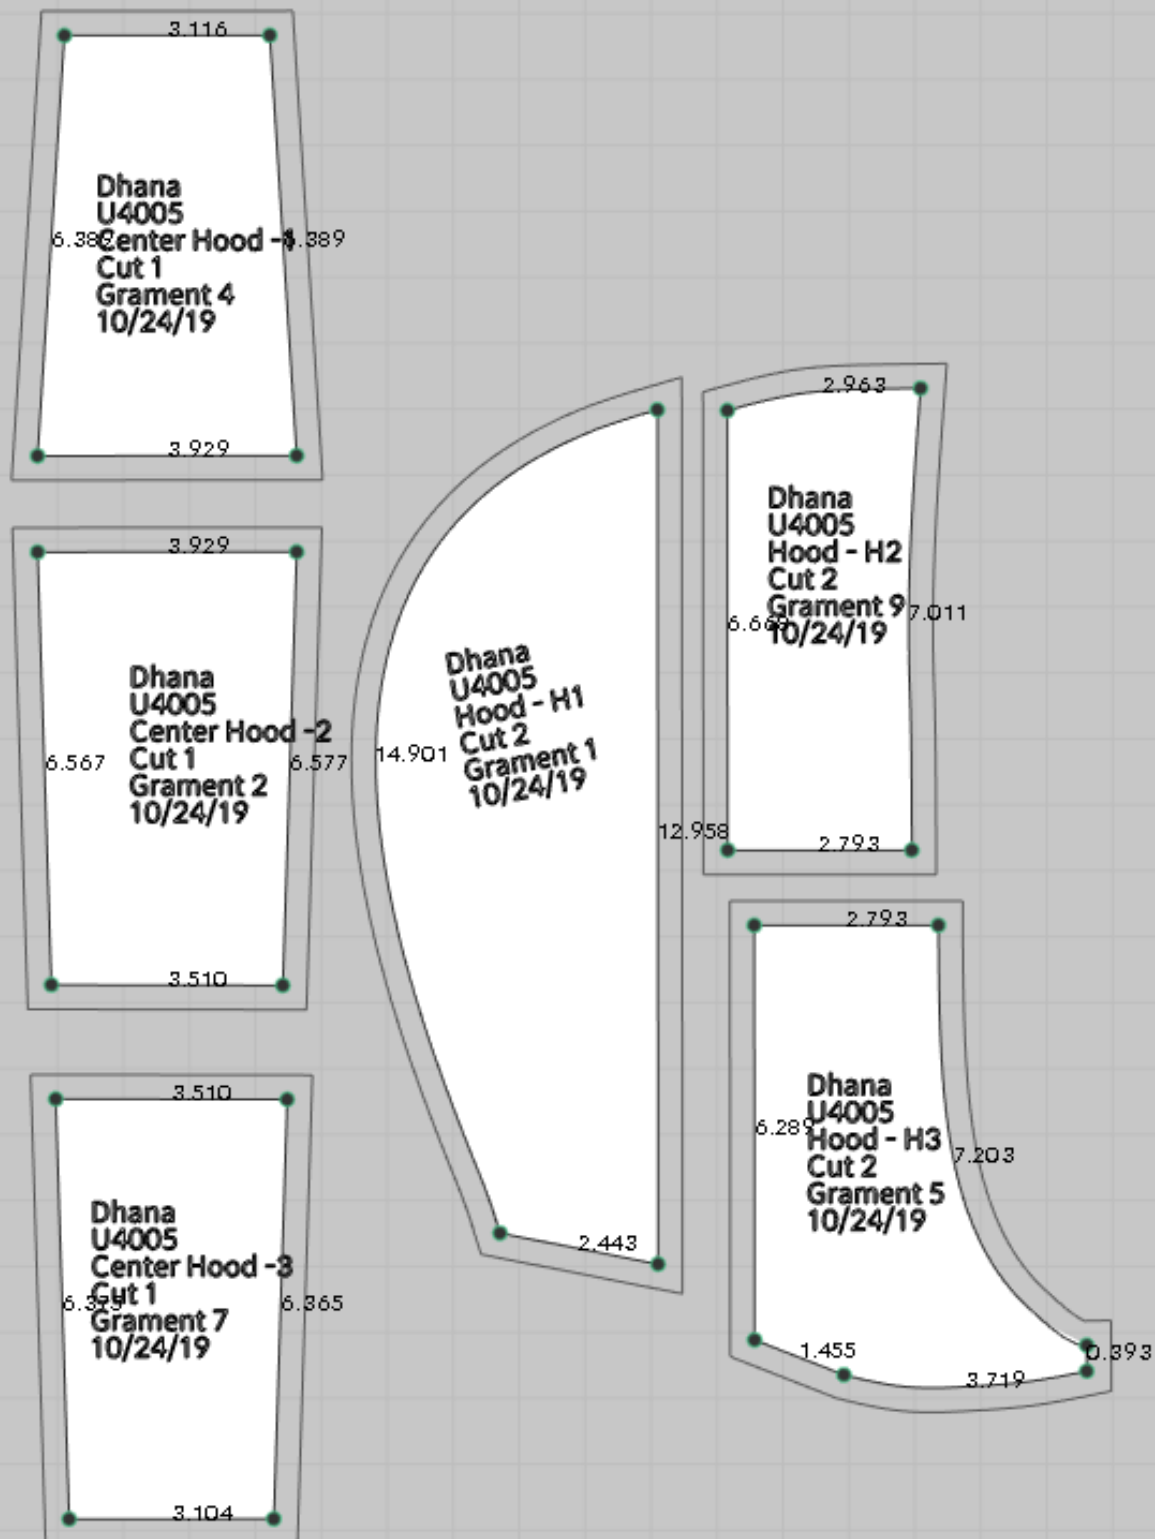 3.116
Dhana
U4005
Center Hood -1
Cut 1
Grament 4
10/24/19
6.389
6.389
3.929
3.929
Dhana
U4005
Center Hood -2
Cut 1
Grament 2
10/24/19
6.567
6.577
3.510
3.510
Dhana
U4005
Center Hood -3
Cut 1
Grament 7
10/24/19
6.365
3.104
Dhana
U4005
Hood - H1
Cut 2
Grament 1
10/24/19
14.901
12.958
2.443
2.963
Dhana
U4005
Hood - H2
Cut 2
Grament 9
10/24/19
7.011
2.793
2.793
Dhana
U4005
Hood - H3
Cut 2
Grament 5
10/24/19
6.289
7.203
1.455
3.719
0.393